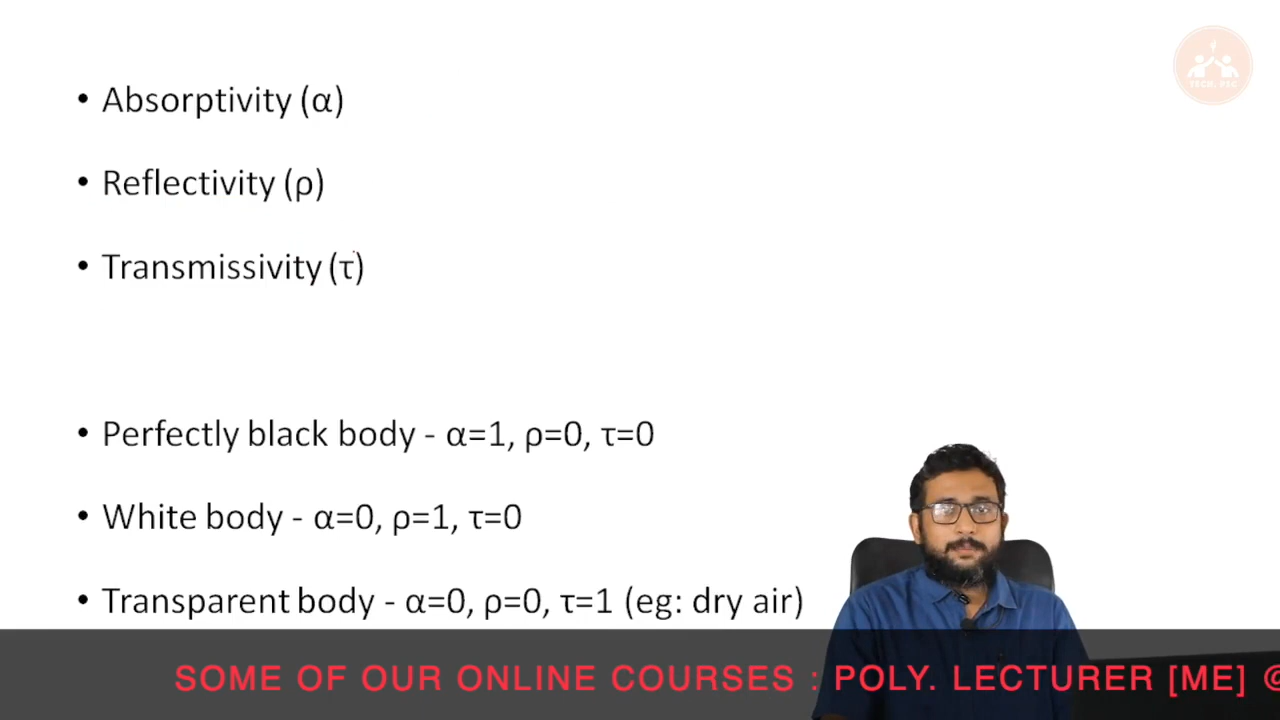 • Absorptivity (α)
• Reflectivity (ρ)
• Transmissivity (τ)
• Perfectly black body - α=1, ρ=0, τ=0
• White body - α=0, ρ=1, τ=0
• Transparent body - α=0, ρ=0, τ=1 (eg: dry air)
SOME OF OUR ONLINE COURSES : POLY. LECTURER [ME]